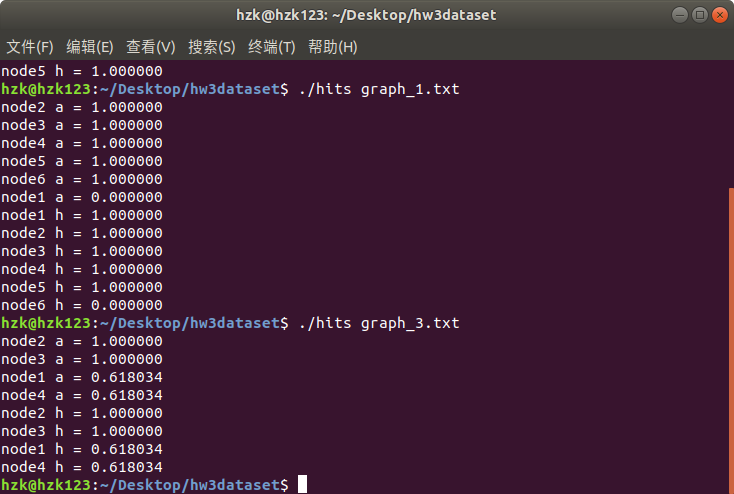 hzk@hzk123: ~/Desktop/hw3dataset
文件(F) 编辑(E) 查看(V) 搜索(S) 终端(T) 帮助(H)
node5 h = 1.000000
hzk@hzk123:~/Desktop/hw3dataset$ ./hits graph_1.txt
node2 a = 1.000000
node3 a = 1.000000
node4 a = 1.000000
node5 a = 1.000000
node6 a = 1.000000
node1 a = 0.000000
node1 h = 1.000000
node2 h = 1.000000
node3 h = 1.000000
node4 h = 1.000000
node5 h = 1.000000
node6 h = 0.000000
hzk@hzk123:~/Desktop/hw3dataset$ ./hits graph_3.txt
node2 a = 1.000000
node3 a = 1.000000
node1 a = 0.618034
node4 a = 0.618034
node2 h = 1.000000
node3 h = 1.000000
node1 h = 0.618034
node4 h = 0.618034
hzk@hzk123:~/Desktop/hw3dataset$